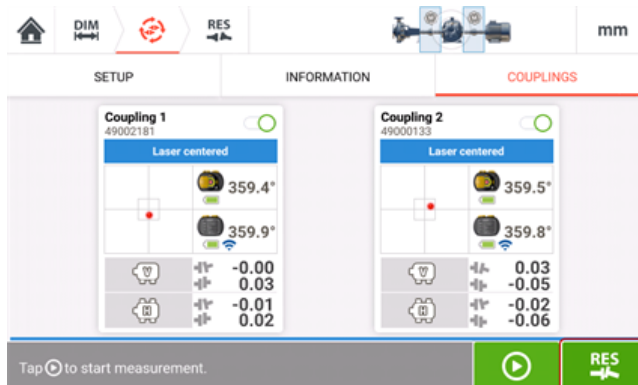 DIM
RES
mm
SETUP
INFORMATION
COUPLINGS
Coupling 1
49002181
Laser centered
359.4°
359.9°
V
-0.00
0.03
H
-0.01
0.02
Coupling 2
49000133
Laser centered
359.5°
359.8°
V
0.03
-0.05
H
-0.02
-0.06
Tap to start measurement.
RES